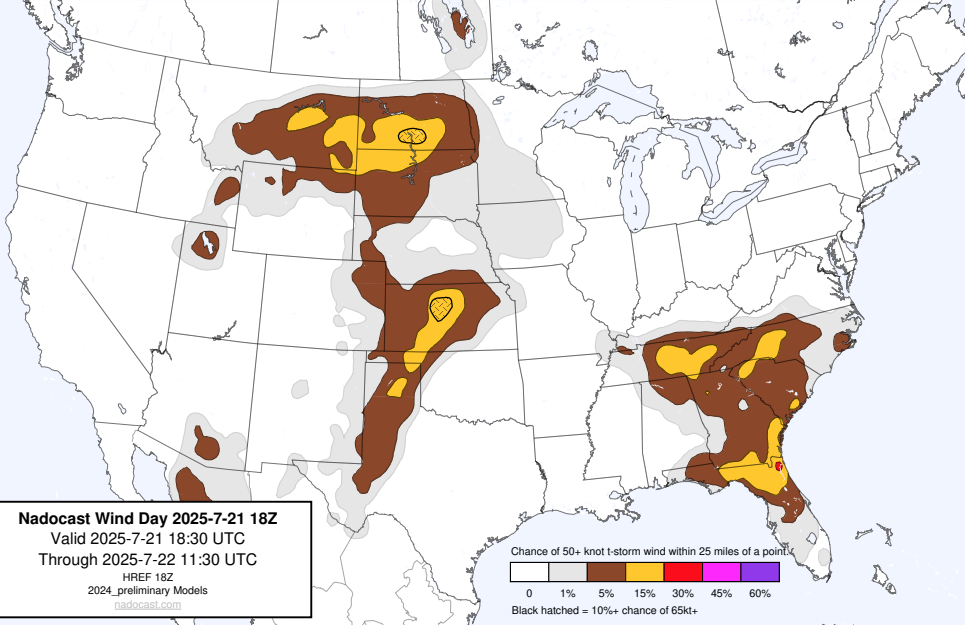 Nadocast Wind Day 2025-7-21 18Z
Valid 2025-7-21 18:30 UTC
Through 2025-7-22 11:30 UTC
HREF 18Z
2024_preliminary Models
nadocast.com
Chance of 50+ knot t-storm wind within 25 miles of a point.
0 1% 5% 15% 30% 45% 60%
Black hatched = 10%+ chance of 65kt+